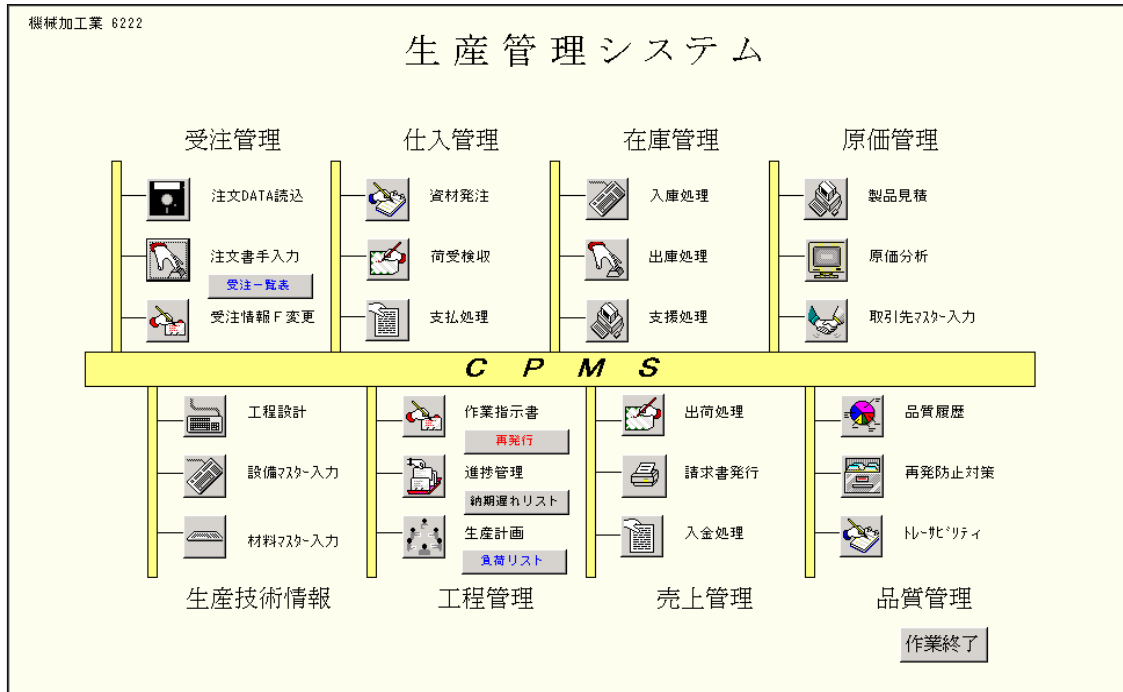 機械加工業 6222
生産管理システム
受注管理
仕入管理
在庫管理
原価管理
注文DATA読込
資材発注
入庫処理
製品見積
注文書手入力
荷受検収
出庫処理
原価分析
受注一覧表
受注情報F変更
支払処理
支援処理
取引先ﾏｽﾀｰ入力
CPMS
工程設計
作業指示書
出荷処理
品質履歴
再発行
設備ﾏｽﾀｰ入力
進捗管理
請求書発行
再発防止対策
納期遅れリスト
材料ﾏｽﾀｰ入力
生産計画
入金処理
ﾄﾚｰｻﾋﾞﾘﾃｨ
負荷リスト
生産技術情報
工程管理
売上管理
品質管理
作業終了